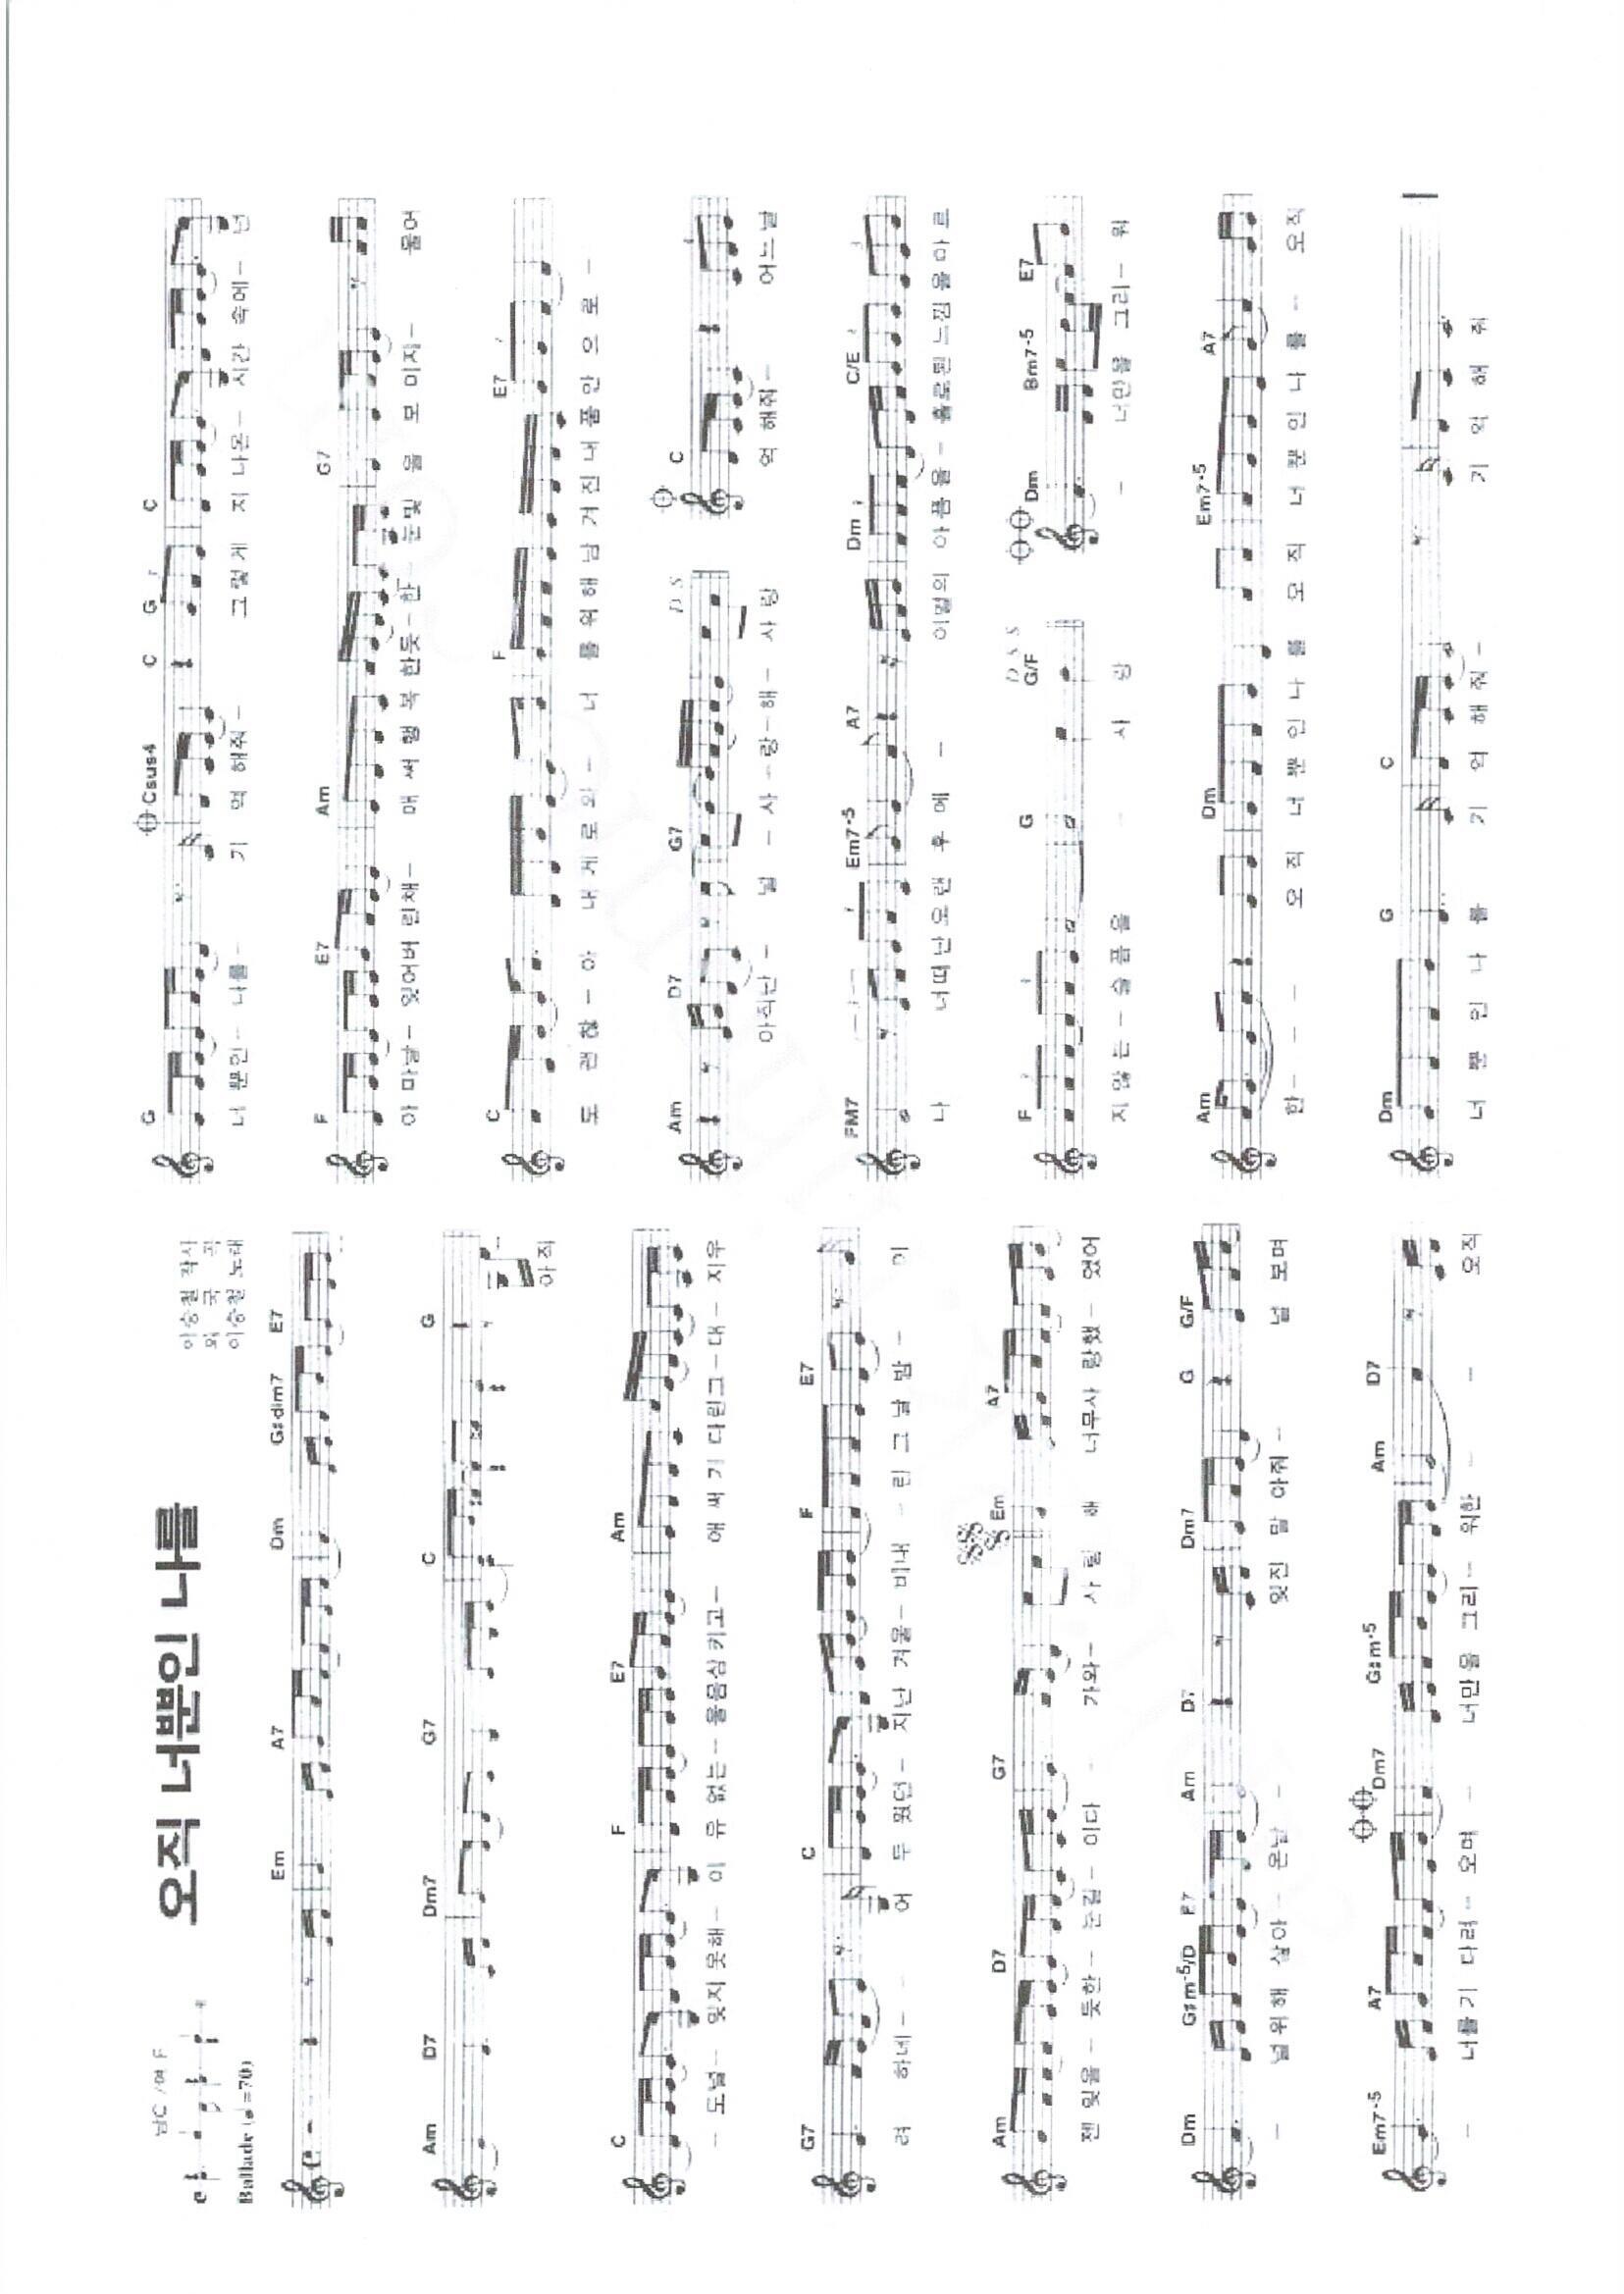 남C /여 F
오직 너뿐인 나를
이승철 작사
외 국 곡
이승철 노래
Ballade (♩=70)
Em A7 Dm G♯dim7 E7
Am D7 Dm7 G7 C G
아직
C F E7 Am
- 도널- 잊지 못해- 이 유 없는- 울음삼 키고- 애 써 기 다린그-대- 지우
G7 C F E7
려 하네- - 어 두 웠던- 지난 겨울- 비내 -린 그 날 밤- 이
Am D7 G7 Em A7
젠 잊을- 듯한- 눈길- 이다 - 가와- 사 랑 해 너무사 랑했- 었어
Dm G♯m-5/D E7 Am D7 Dm7 G G/F
- 널위해 살아- 온날 - 잊진 말 아줘- 널 보며
Em7-5 A7 Dm7 G♯m-5 Am D7
- 너를기 다려- 오며 - 너만을 그리- 워한 - - 오직
G Csus4 C G C
너 뿐인- 나를- 기 억 해줘- 그렇게 지 나온- 시간 속에- 넌
F E7 Am G7
아 마날- 잊어버 린채- 애 써 행 복 한듯-한- 눈빛 을 보 이지- 울어
C F E7
도 괜찮-아 내게로와- 너 를위해남겨진내품안으로-
Am D7 G7 D S C
아직난- 널 -사-랑-해- 사랑 억 해줘- 어느날
FM7 Em7-5 A7 Dm C/E
나 너떠난오랜 후 에 - 이별의 아픔을- 홀로된느낌을마르
F G D S S G/F Dm Bm7-5 E7
지않는-슬픔을 - 사 랑 - 너만을 그리- 워
Am Dm Em7-5 A7
한- - - 오 직 너 뿐 인 나 를 오 직 너 뿐 인 나 를- 오직
Dm G C
너 뿐 인 나 를 기 억 해 줘- 기 억 해 줘